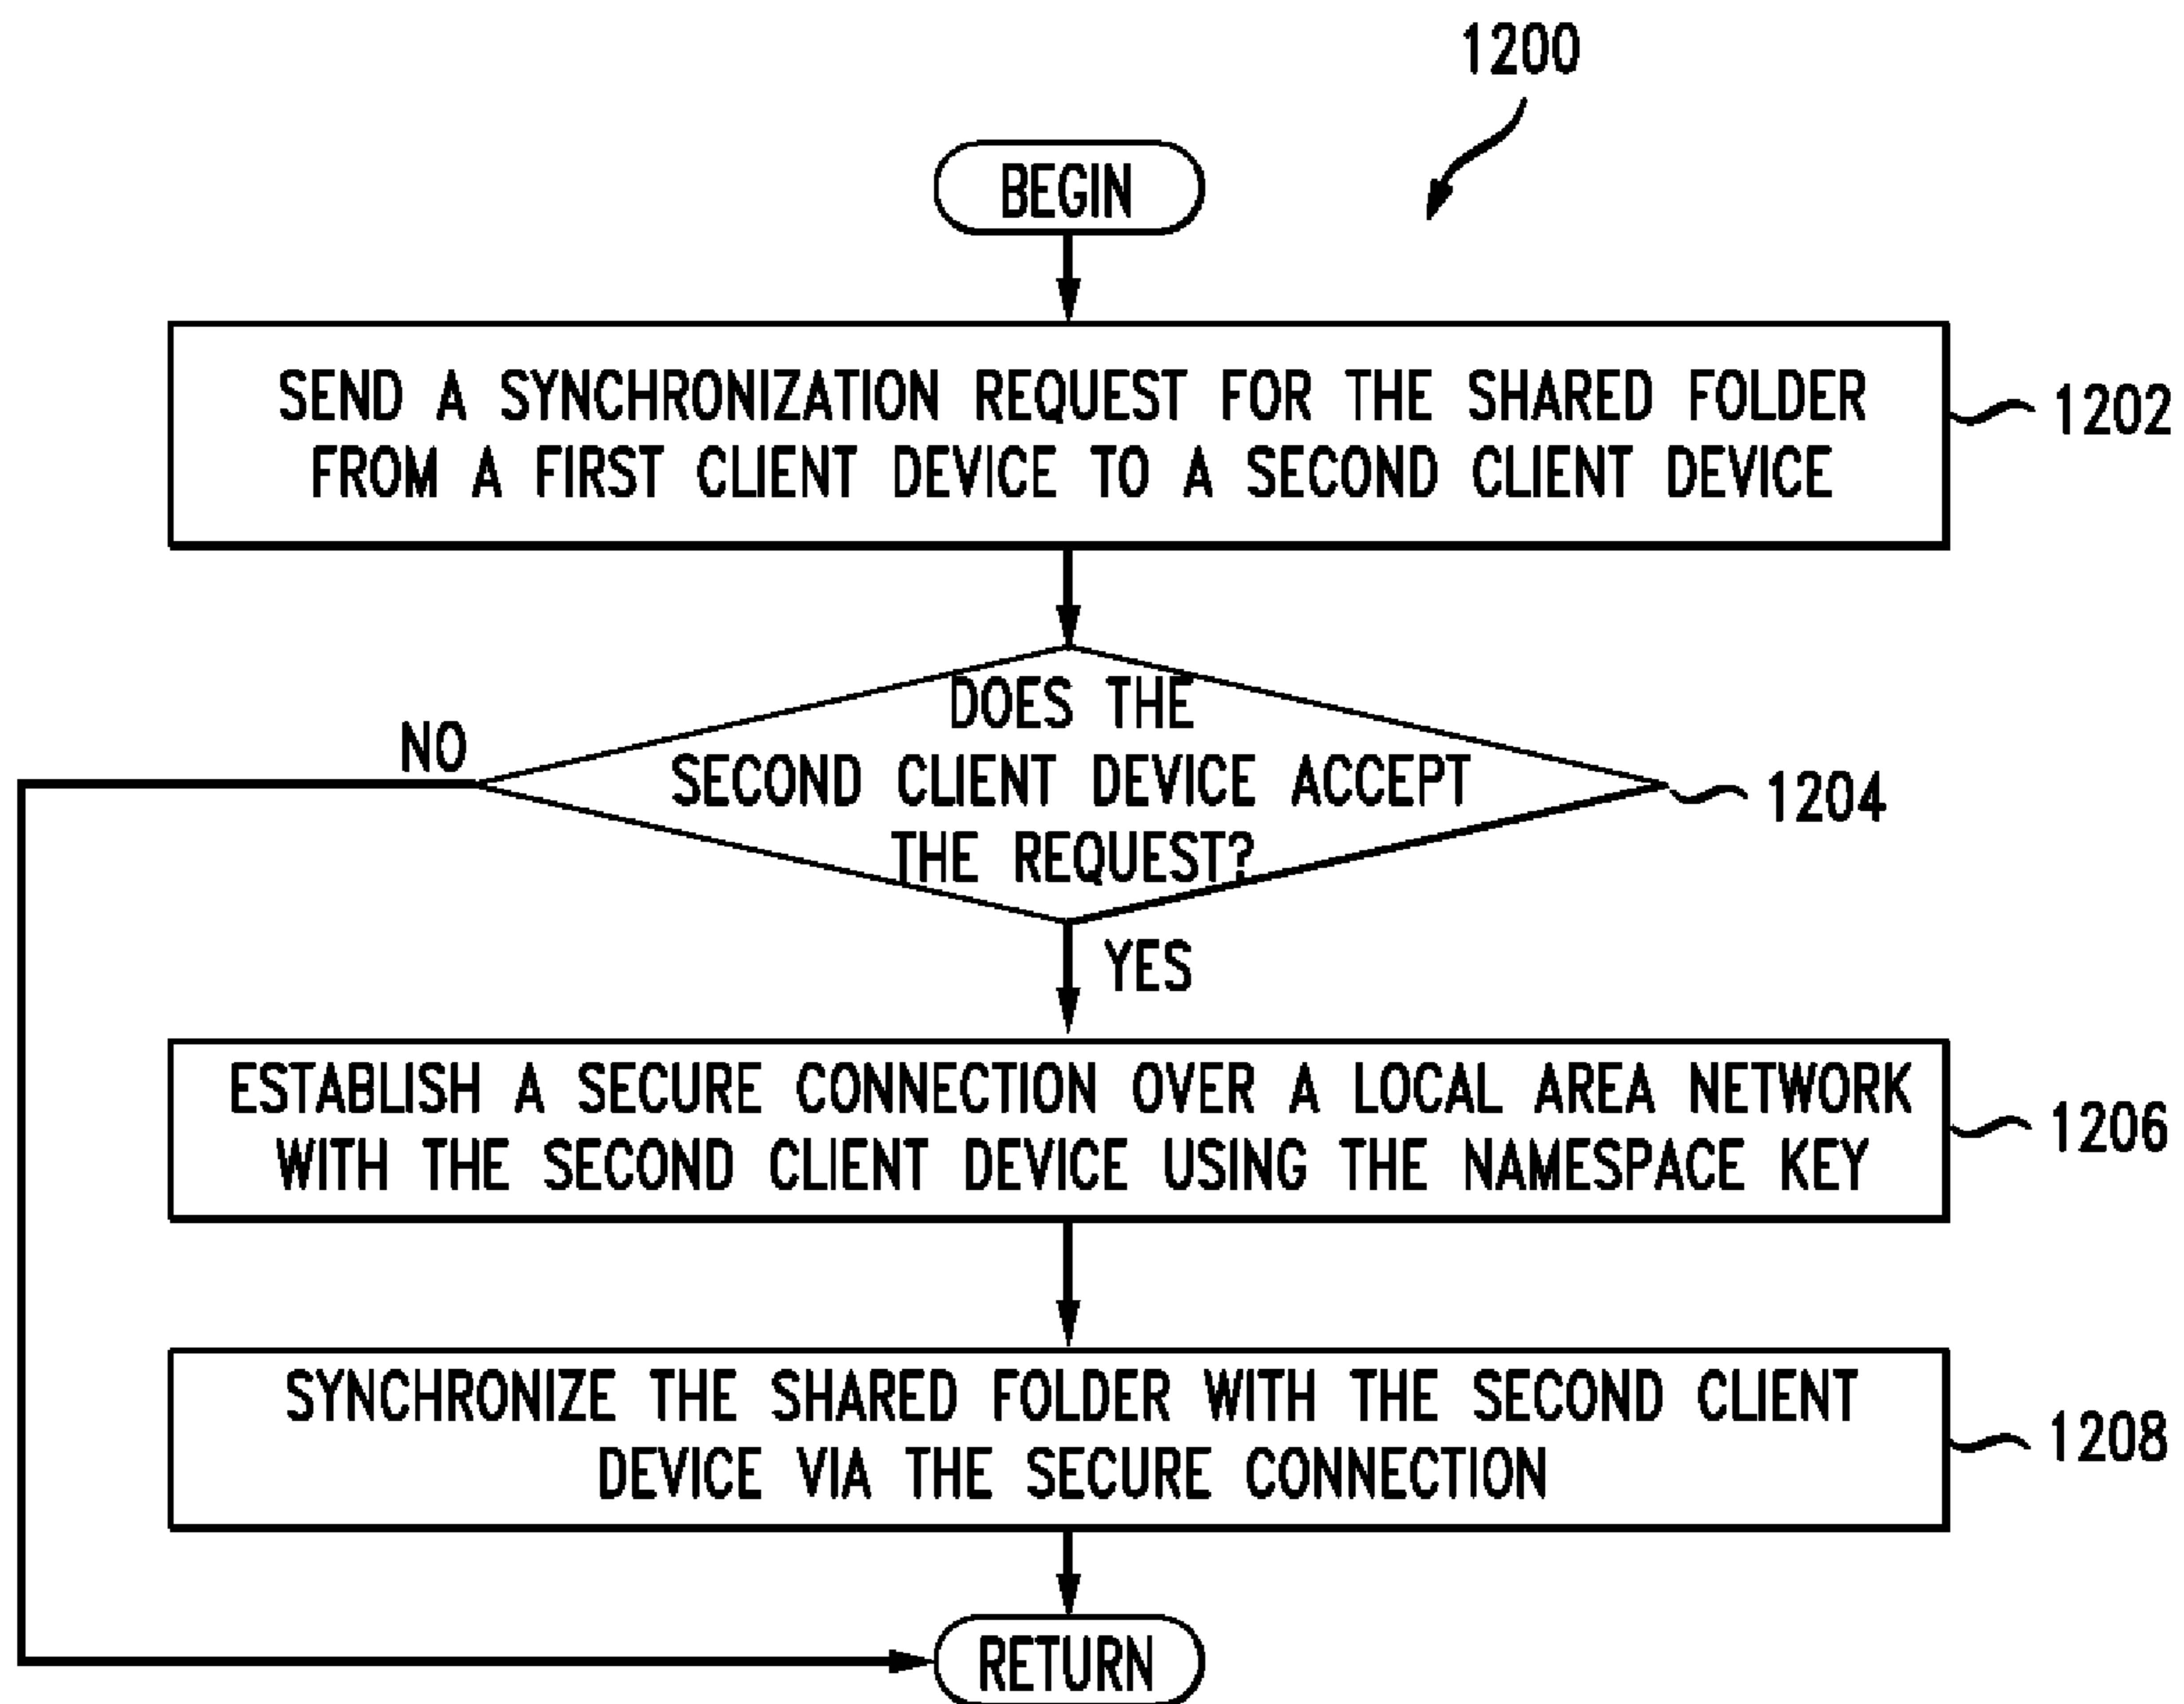 1200
BEGIN
SEND A SYNCHRONIZATION REQUEST FOR THE SHARED FOLDER
FROM A FIRST CLIENT DEVICE TO A SECOND CLIENT DEVICE
1202
DOES THE
SECOND CLIENT DEVICE ACCEPT
THE REQUEST?
1204
NO
YES
ESTABLISH A SECURE CONNECTION OVER A LOCAL AREA NETWORK
WITH THE SECOND CLIENT DEVICE USING THE NAMESPACE KEY
1206
SYNCHRONIZE THE SHARED FOLDER WITH THE SECOND CLIENT
DEVICE VIA THE SECURE CONNECTION
1208
RETURN